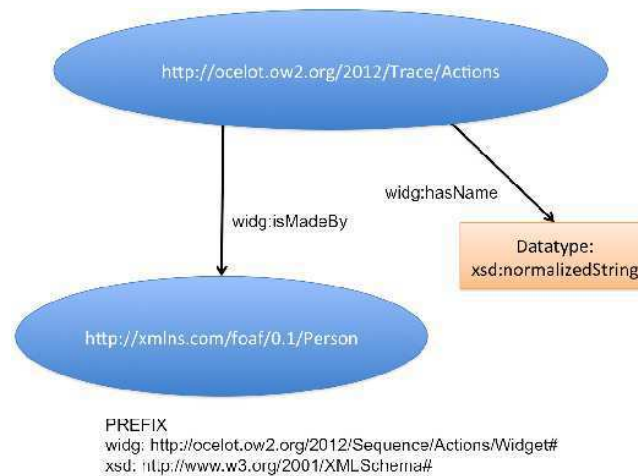 http://ocelot.ow2.org/2012/Trace/Actions
widg:hasName
widg:isMadeBy
Datatype:
xsd:normalizedString
http://xmlns.com/foaf/0.1/Person
PREFIX
widg: http://ocelot.ow2.org/2012/Sequence/Actions/Widget#
xsd: http://www.w3.org/2001/XMLSchema#